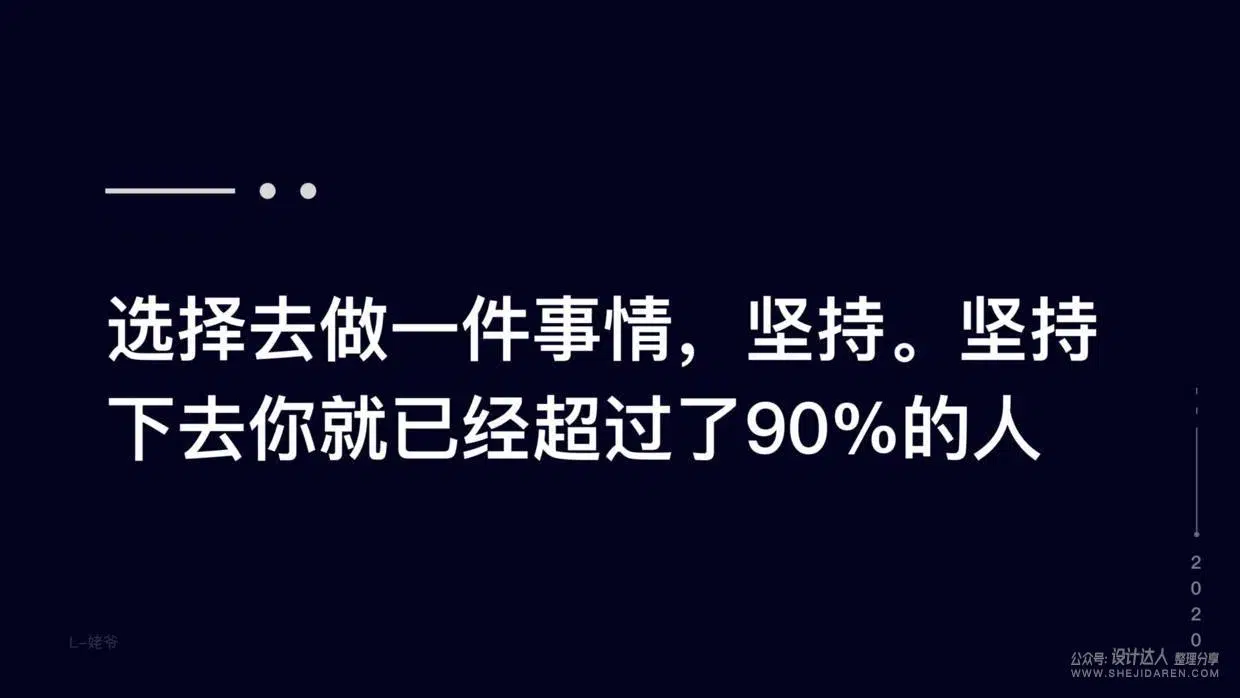 选择去做一件事情，坚持。坚持
下去你就已经超过了90%的人
2020
L-姥爷
公众号: 设计达人 整理分享
WWW.SHEJIDAREN.COM